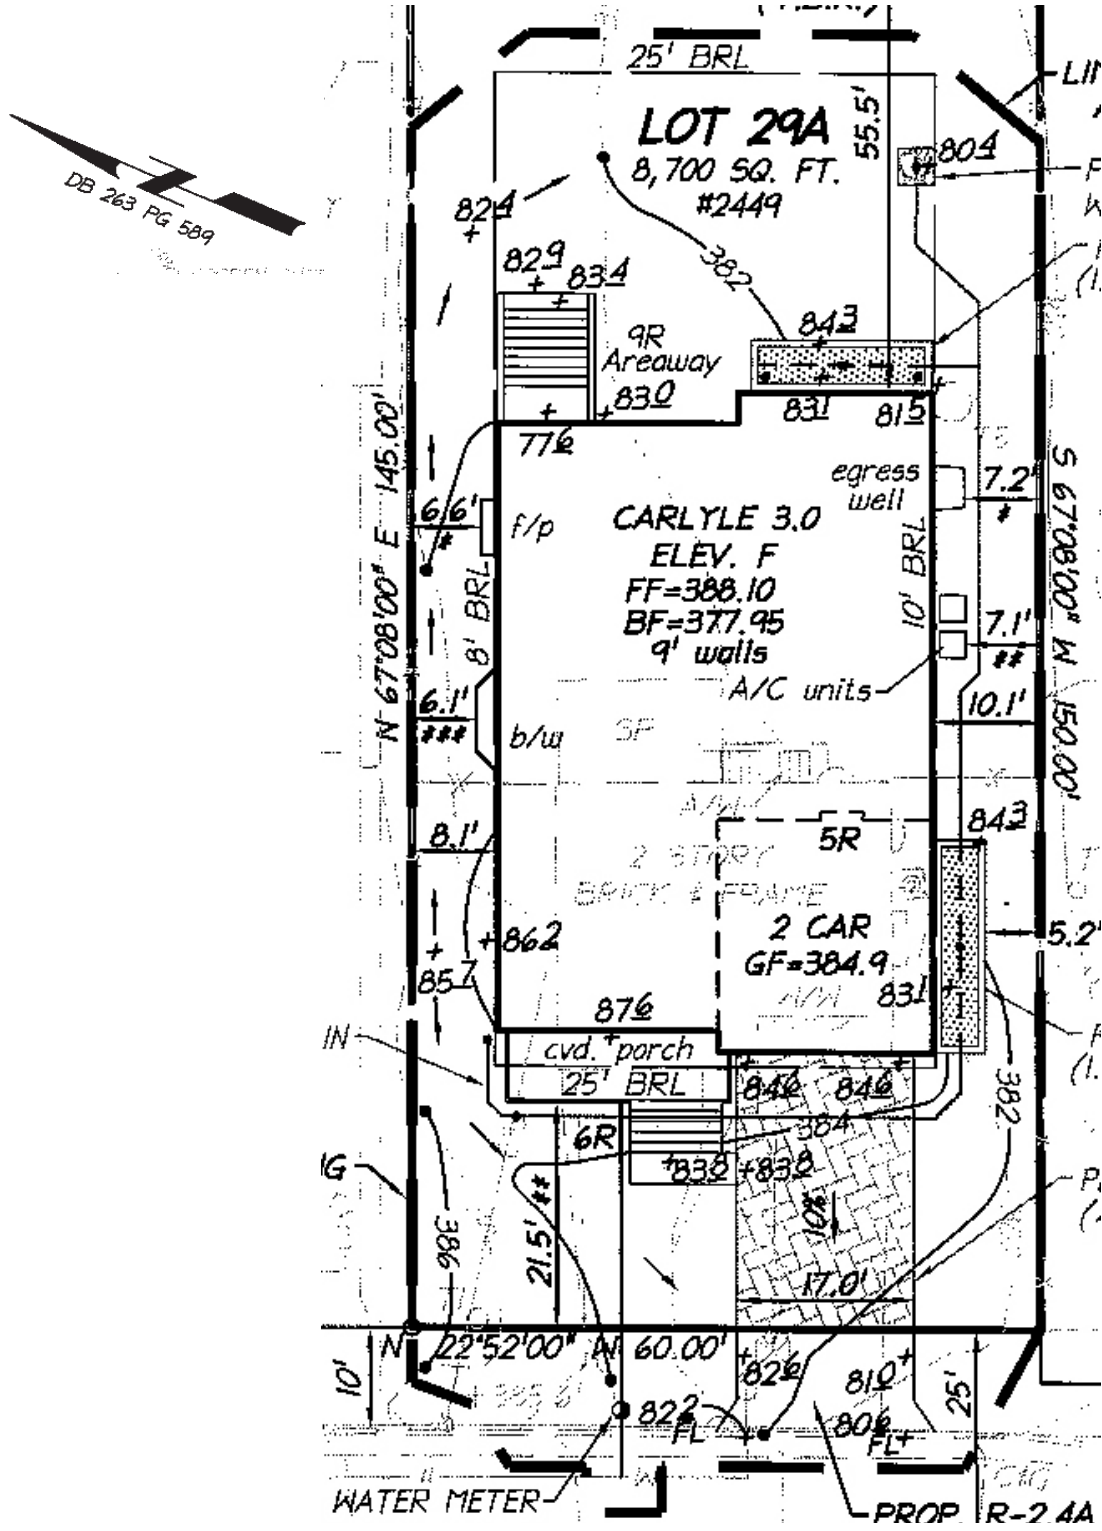 25' BRL
LOT 29A
8,700 SQ. FT.
#2449
55.5'
804
DB 263 PG 589
824
829
834
382
843
9R
Areaway
830
831
815
776
N 67°08'00" E 145.00'
S 67°08'00" W 150.00'
egress
well
7.2'
*
6.6'
*
f/p
CARLYLE 3.0
ELEV. F
FF=388.10
BF=377.95
9' walls
8' BRL
10' BRL
7.1'
**
A/C units
10.1'
6.1'
***
b/w
8.1'
5R
843
2 STORY
BRICK & FRAME
2 CAR
GF=384.9
862
857
5.2'
831
876
IN
cvd. porch
25' BRL
846
846
382
384
6R
838
838
386
21.5' **
10%
17.0'
N 22°52'00" W 60.00'
10'
826
810
25'
822
FL
806
FL
WATER METER
PROP. R-2.4A